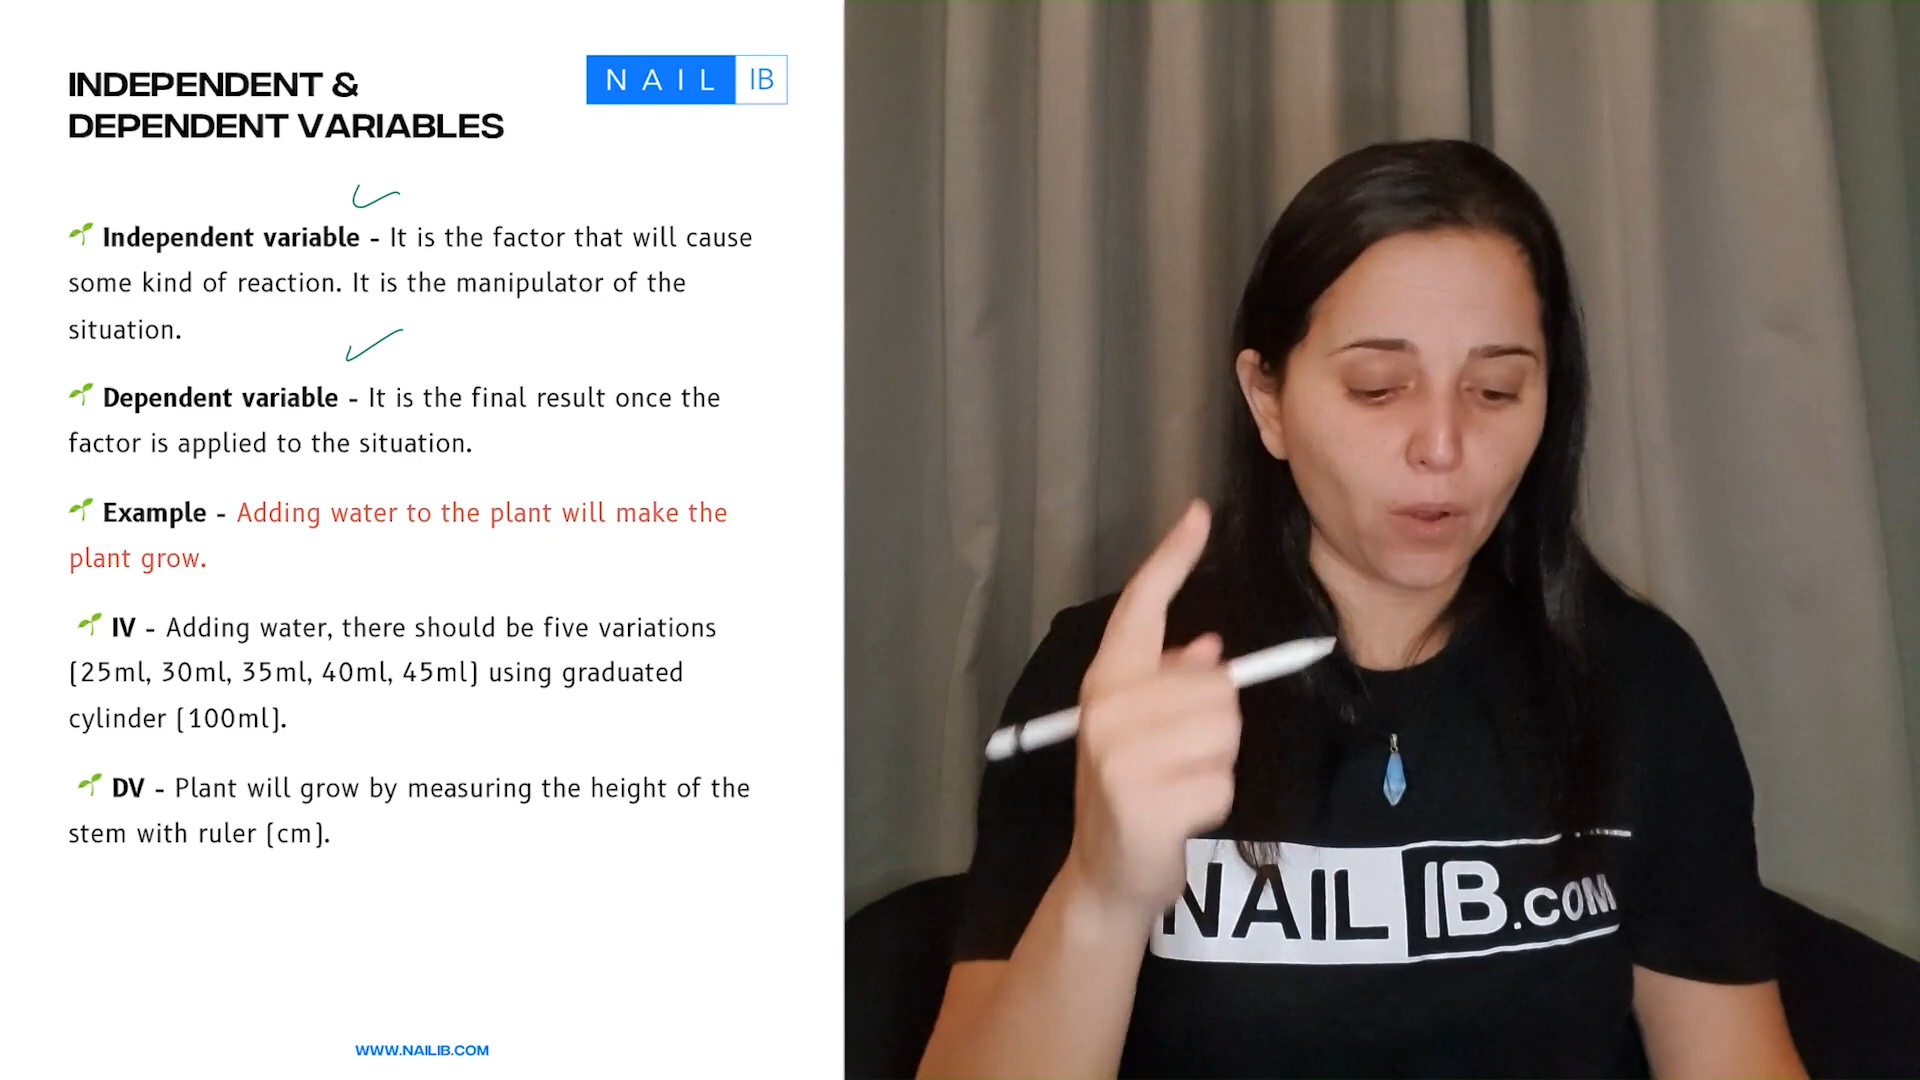 INDEPENDENT &
DEPENDENT VARIABLES
NAIL IB
Independent variable - It is the factor that will cause
some kind of reaction. It is the manipulator of the
situation.
Dependent variable - It is the final result once the
factor is applied to the situation.
Example - Adding water to the plant will make the
plant grow.
IV - Adding water, there should be five variations
(25ml, 30ml, 35ml, 40ml, 45ml) using graduated
cylinder (100ml).
DV - Plant will grow by measuring the height of the
stem with ruler (cm).
WWW.NAILIB.COM
NAIL IB.COM